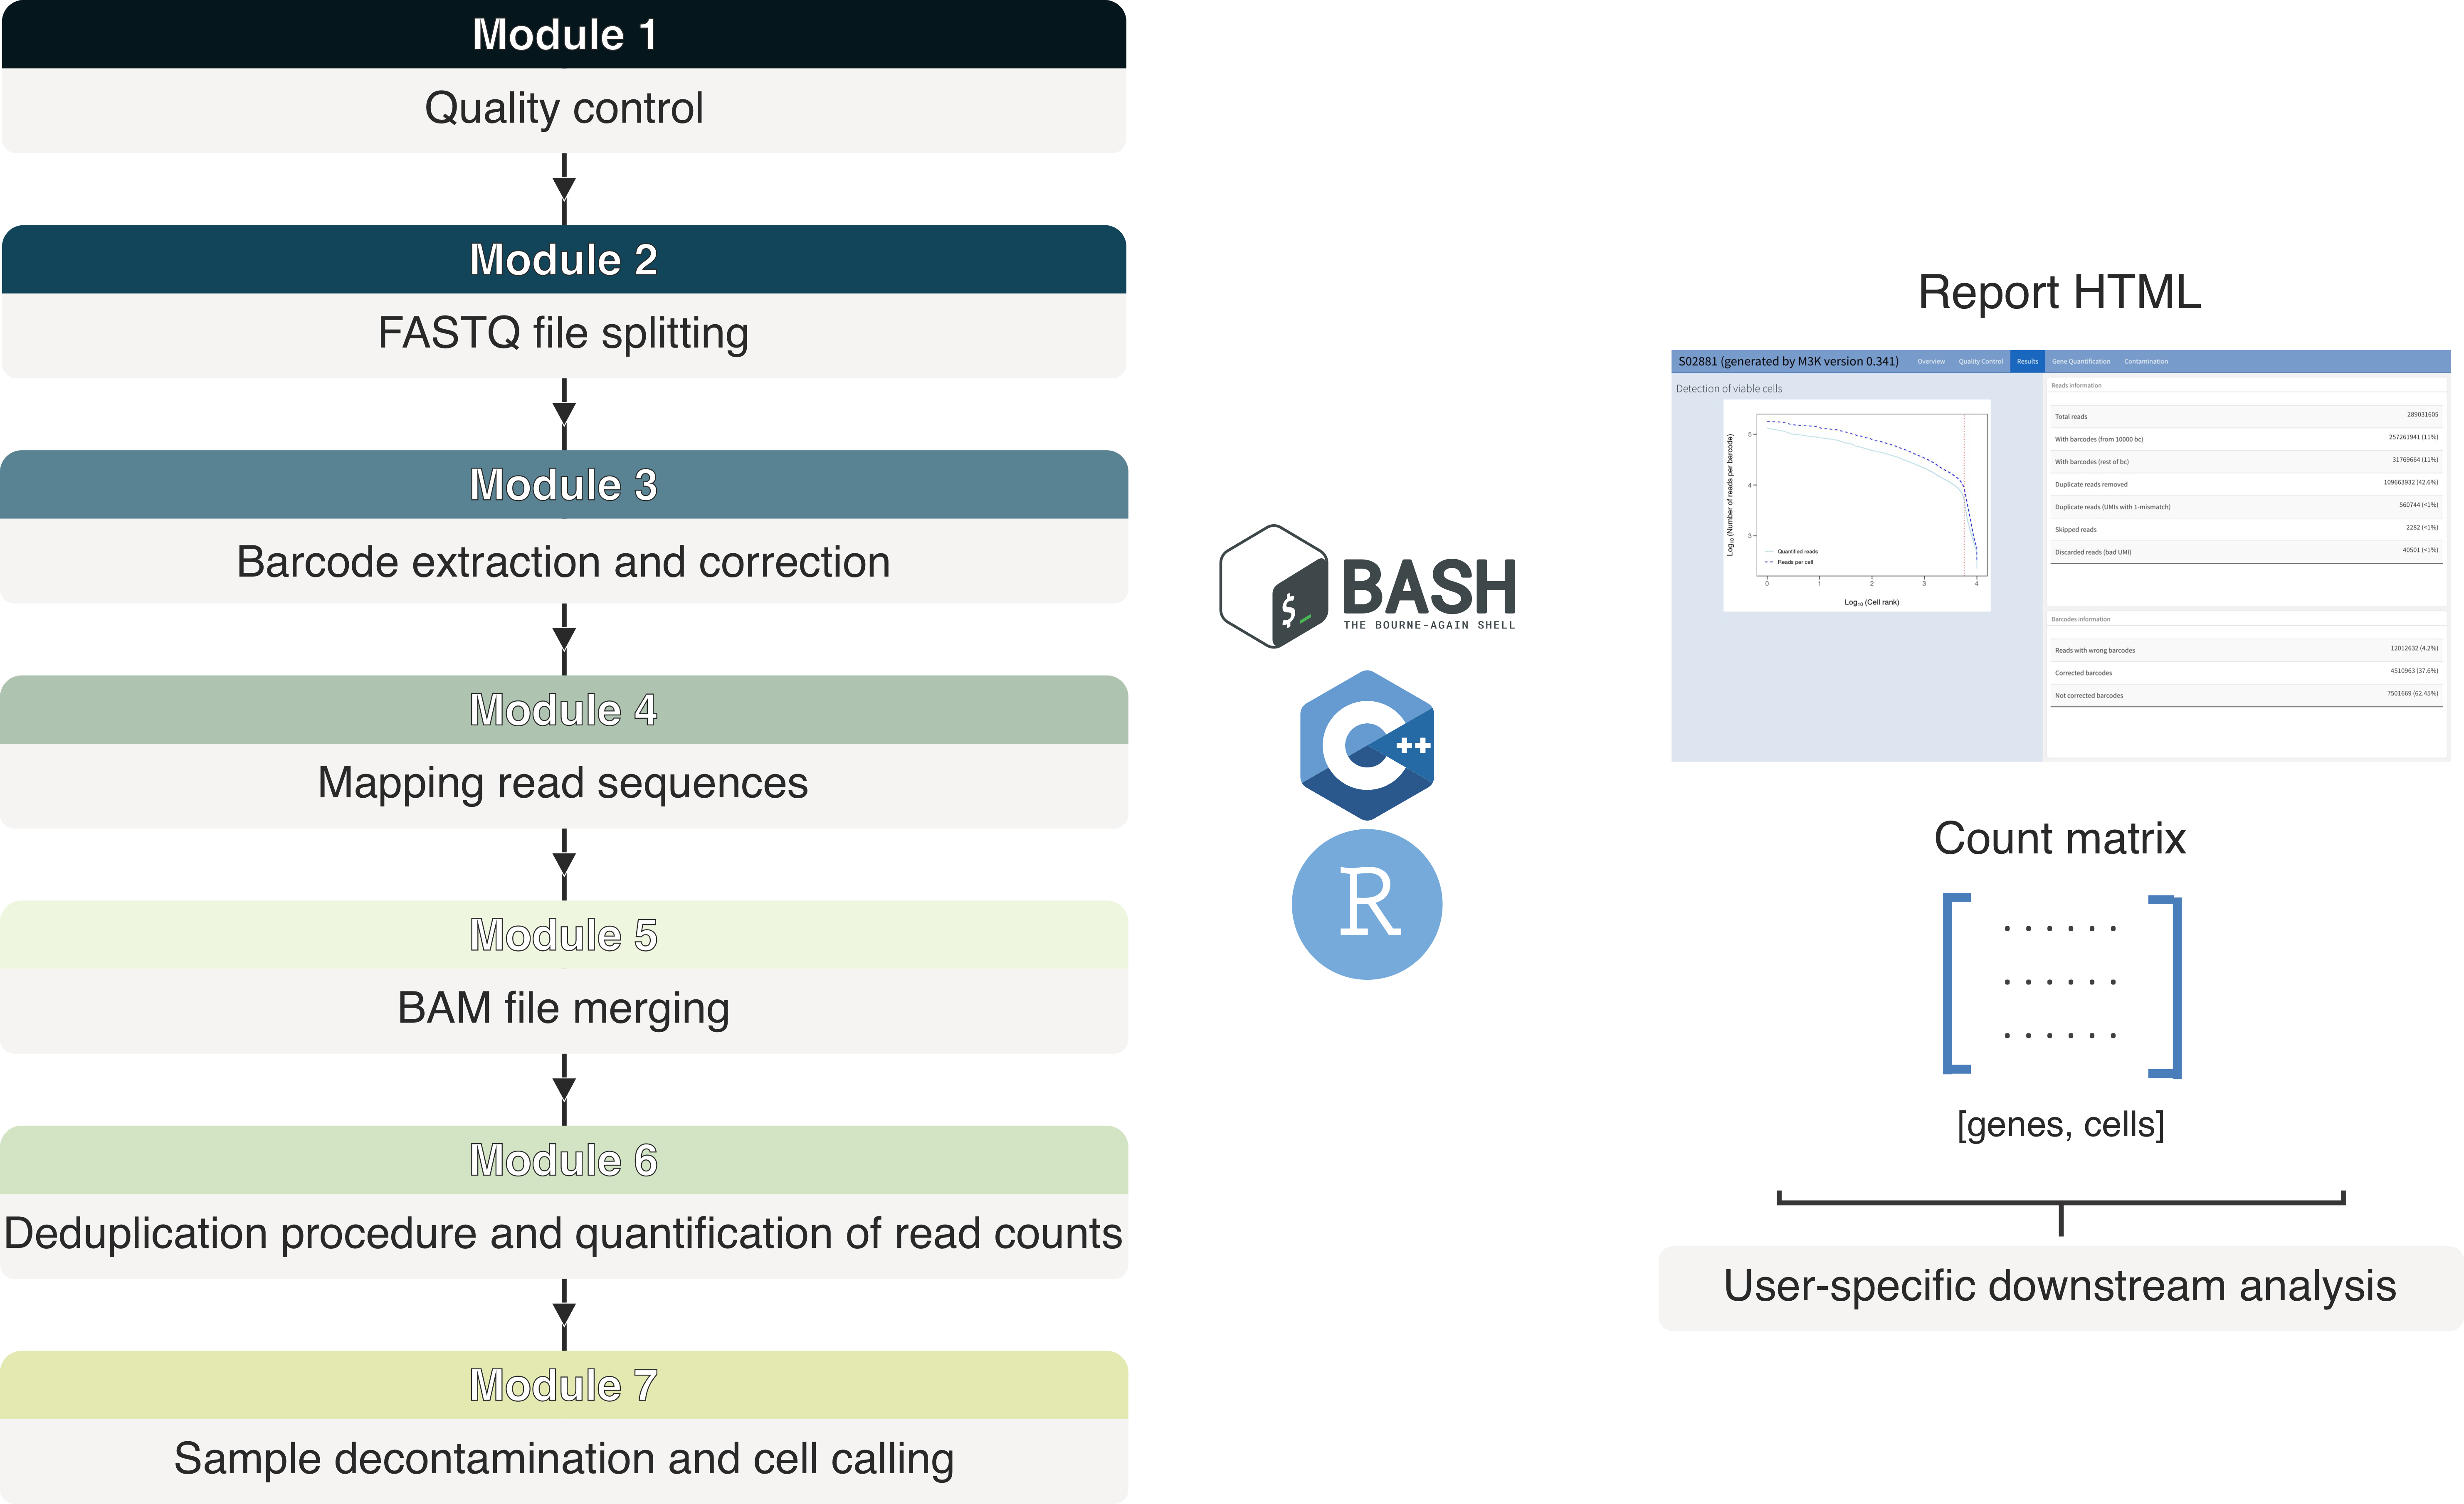 Module 1
Quality control
Module 2
FASTQ file splitting
Module 3
Barcode extraction and correction
Module 4
Mapping read sequences
Module 5
BAM file merging
Module 6
Deduplication procedure and quantification of read counts
Module 7
Sample decontamination and cell calling
$_
BASH
THE BOURNE-AGAIN SHELL
C++
R
Report HTML
S02881 (generated by M3K version 0.341) Overview Quality Control Results Gene Quantification Contamination
Detection of viable cells
Log10 (Number of reads per barcode)
5
4
3
Quantified reads
Reads per cell
0 1 2 3 4
Log10 (Cell rank)
Reads information
Total reads 289031605
With barcodes (from 10000 bc) 257261941 (11%)
With barcodes (rest of bc) 31769664 (11%)
Duplicate reads removed 109663932 (42.6%)
Duplicate reads (UMIs with 1-mismatch) 560744 (<1%)
Skipped reads 2282 (<1%)
Discarded reads (bad UMI) 40501 (<1%)
Barcodes information
Reads with wrong barcodes 12012632 (4.2%)
Corrected barcodes 4510963 (37.6%)
Not corrected barcodes 7501669 (62.45%)
Count matrix
[genes, cells]
User-specific downstream analysis